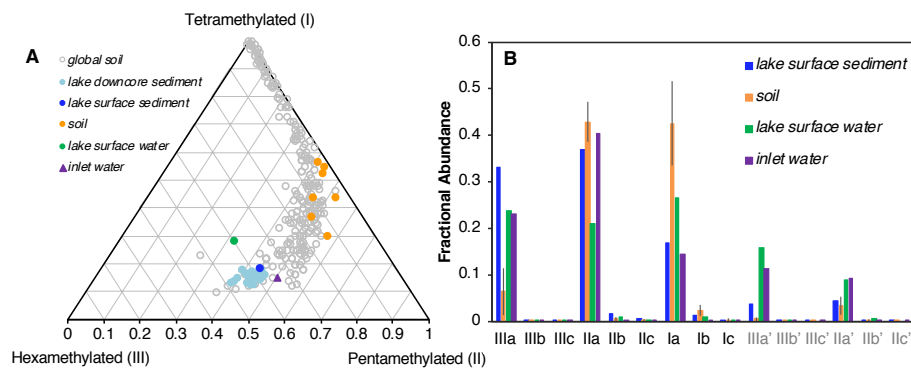 Tetramethylated (I)
A
global soil
lake downcore sediment
lake surface sediment
soil
lake surface water
inlet water
0 0.1 0.2 0.3 0.4 0.5 0.6 0.7 0.8 0.9 1
Hexamethylated (III) Pentamethylated (II)
B
Fractional Abundance
0.6
0.5
0.4
0.3
0.2
0.1
0
lake surface sediment
soil
lake surface water
inlet water
IIIa IIIb IIIc IIa IIb IIc Ia Ib Ic IIIa' IIIb' IIIc' IIa' IIb' IIc'